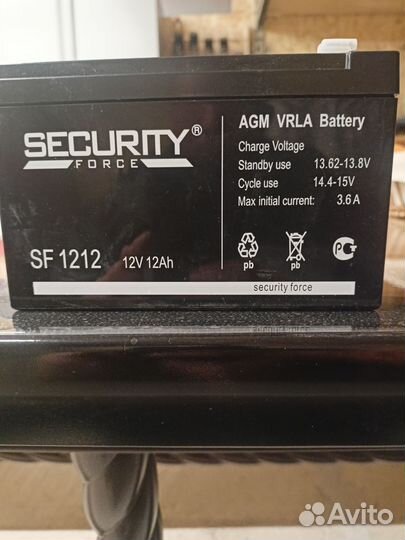 SECURITY®
FORCE
AGM VRLA Battery
Charge Voltage
Standby use 13.62-13.8V
Cycle use 14.4-15V
Max initial current: 3.6 A
SF 1212 12V 12Ah
pb pb
security force
Avito